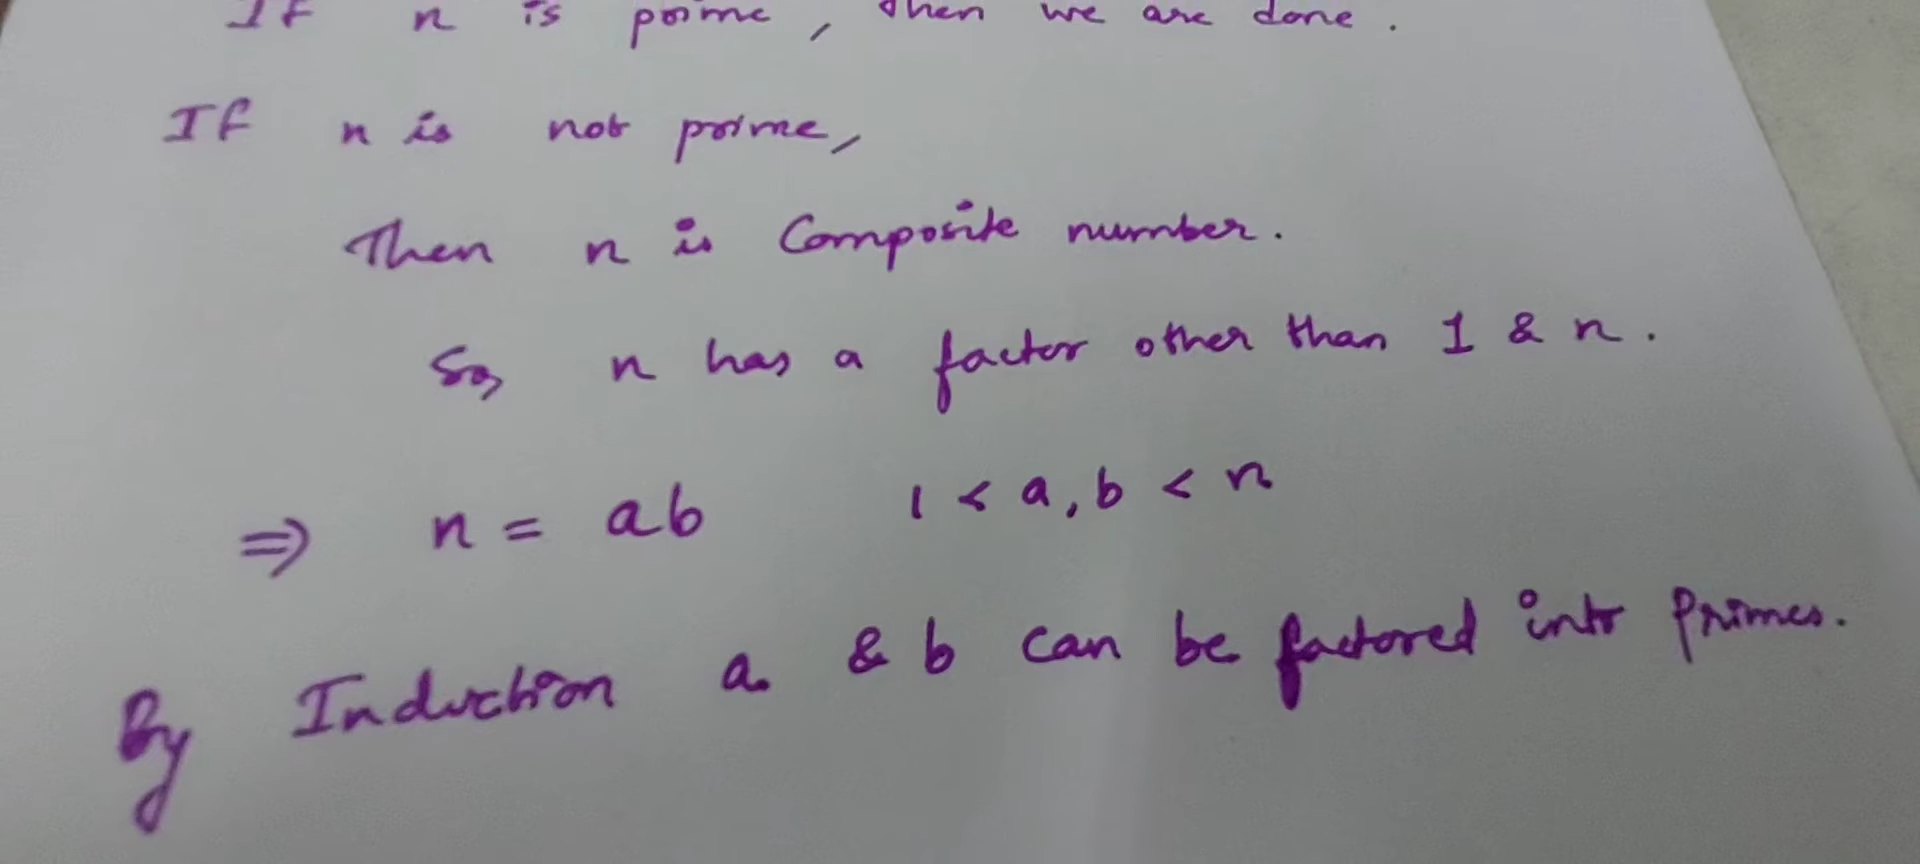 If n is prime, then we are done.
If n is not prime,
Then n is Composite number.
So, n has a factor other than 1 & n.
⇒ n = ab 1 < a, b < n
By Induction a & b can be factored into Primes.